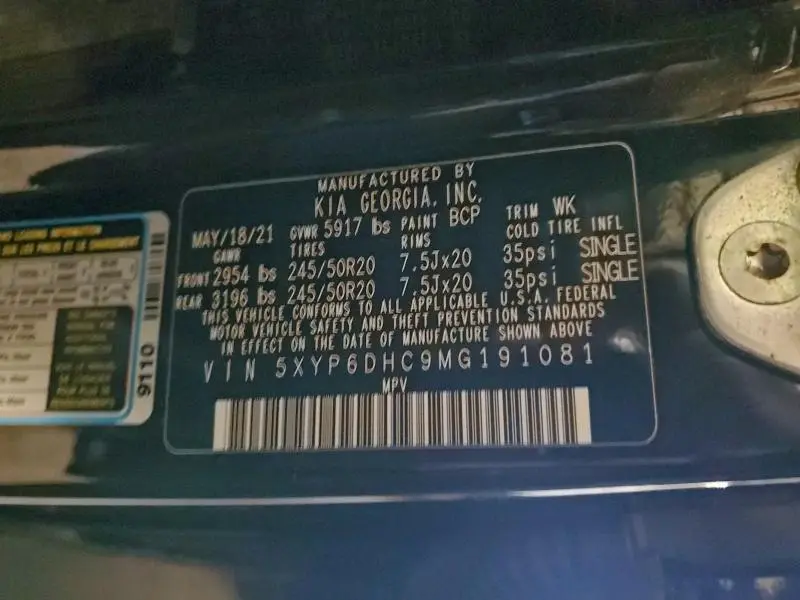 MANUFACTURED BY
KIA GEORGIA, INC.
MAY/18/21 GVWR 5917 lbs PAINT BCP TRIM WK
GAWR TIRES RIMS COLD TIRE INFL
FRONT 2954 lbs 245/50R20 7.5Jx20 35psi SINGLE
REAR 3196 lbs 245/50R20 7.5Jx20 35psi SINGLE
THIS VEHICLE CONFORMS TO ALL APPLICABLE U.S.A. FEDERAL
MOTOR VEHICLE SAFETY AND THEFT PREVENTION STANDARDS
IN EFFECT ON THE DATE OF MANUFACTURE SHOWN ABOVE
VIN 5XYP6DHC9MG191081
MPV
9110